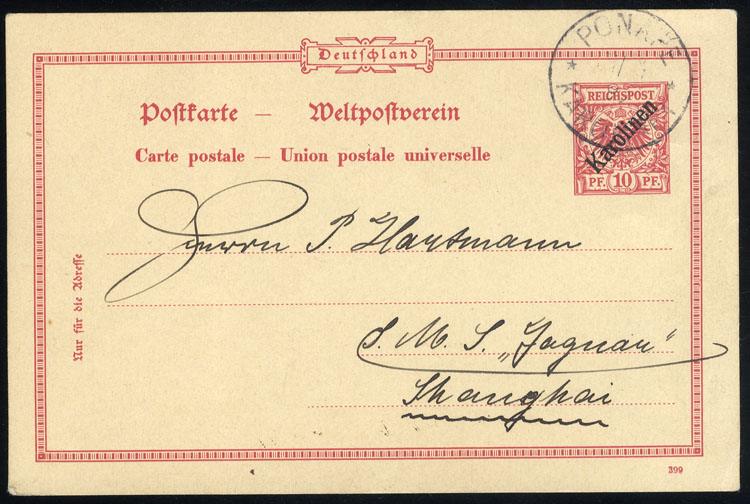 Deutschland
PONAPE
REICHSPOST
Karolinen
PF. 10 PF.
Postkarte — Weltpostverein
Carte postale — Union postale universelle
Herrn P. Hartmann
S. M. S. „Jaguar“
Shanghai
Nur für die Adresse
399